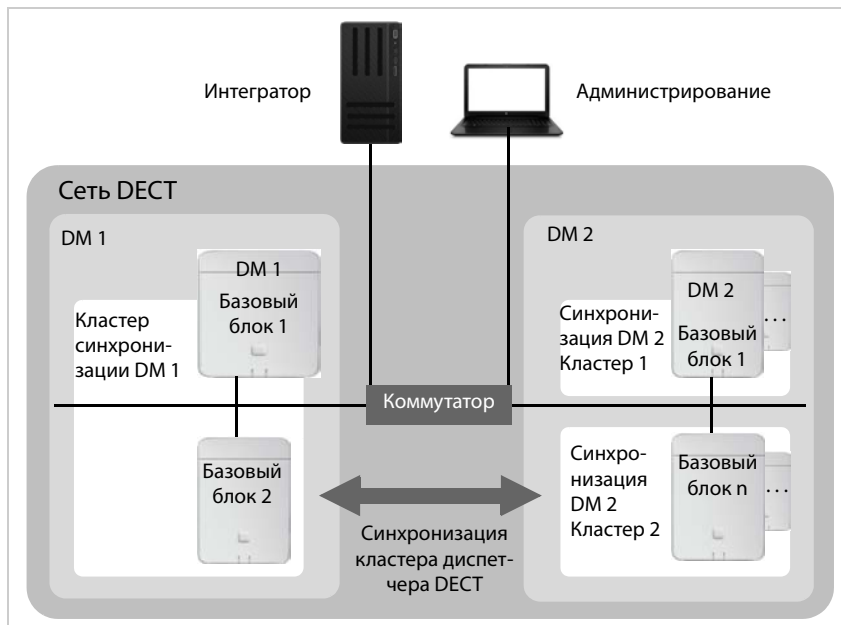 Интегратор
Администрирование
Сеть DECT
DM 1
DM 1
Базовый
блок 1
Кластер
синхрони-
зации DM 1
Базовый
блок 2
Коммутатор
Синхронизация
кластера диспет-
чера DECT
DM 2
DM 2
Базовый
блок 1
...
Синхрони-
зация DM 2
Кластер 1
Синхро-
низация
DM 2
Кластер 2
Базовый
блок n
...